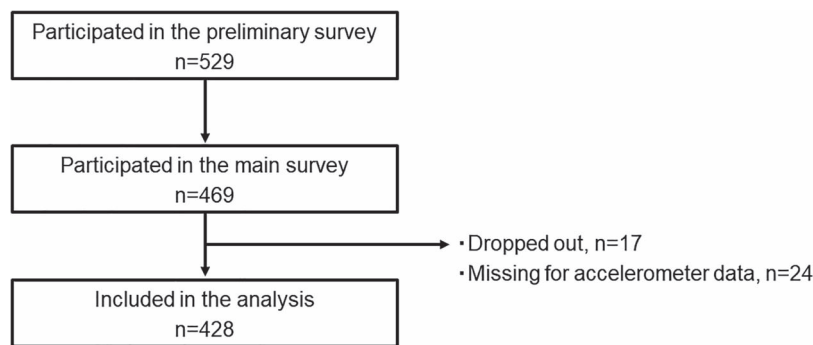 Participated in the preliminary survey
n=529
Participated in the main survey
n=469
・Dropped out, n=17
・Missing for accelerometer data, n=24
Included in the analysis
n=428